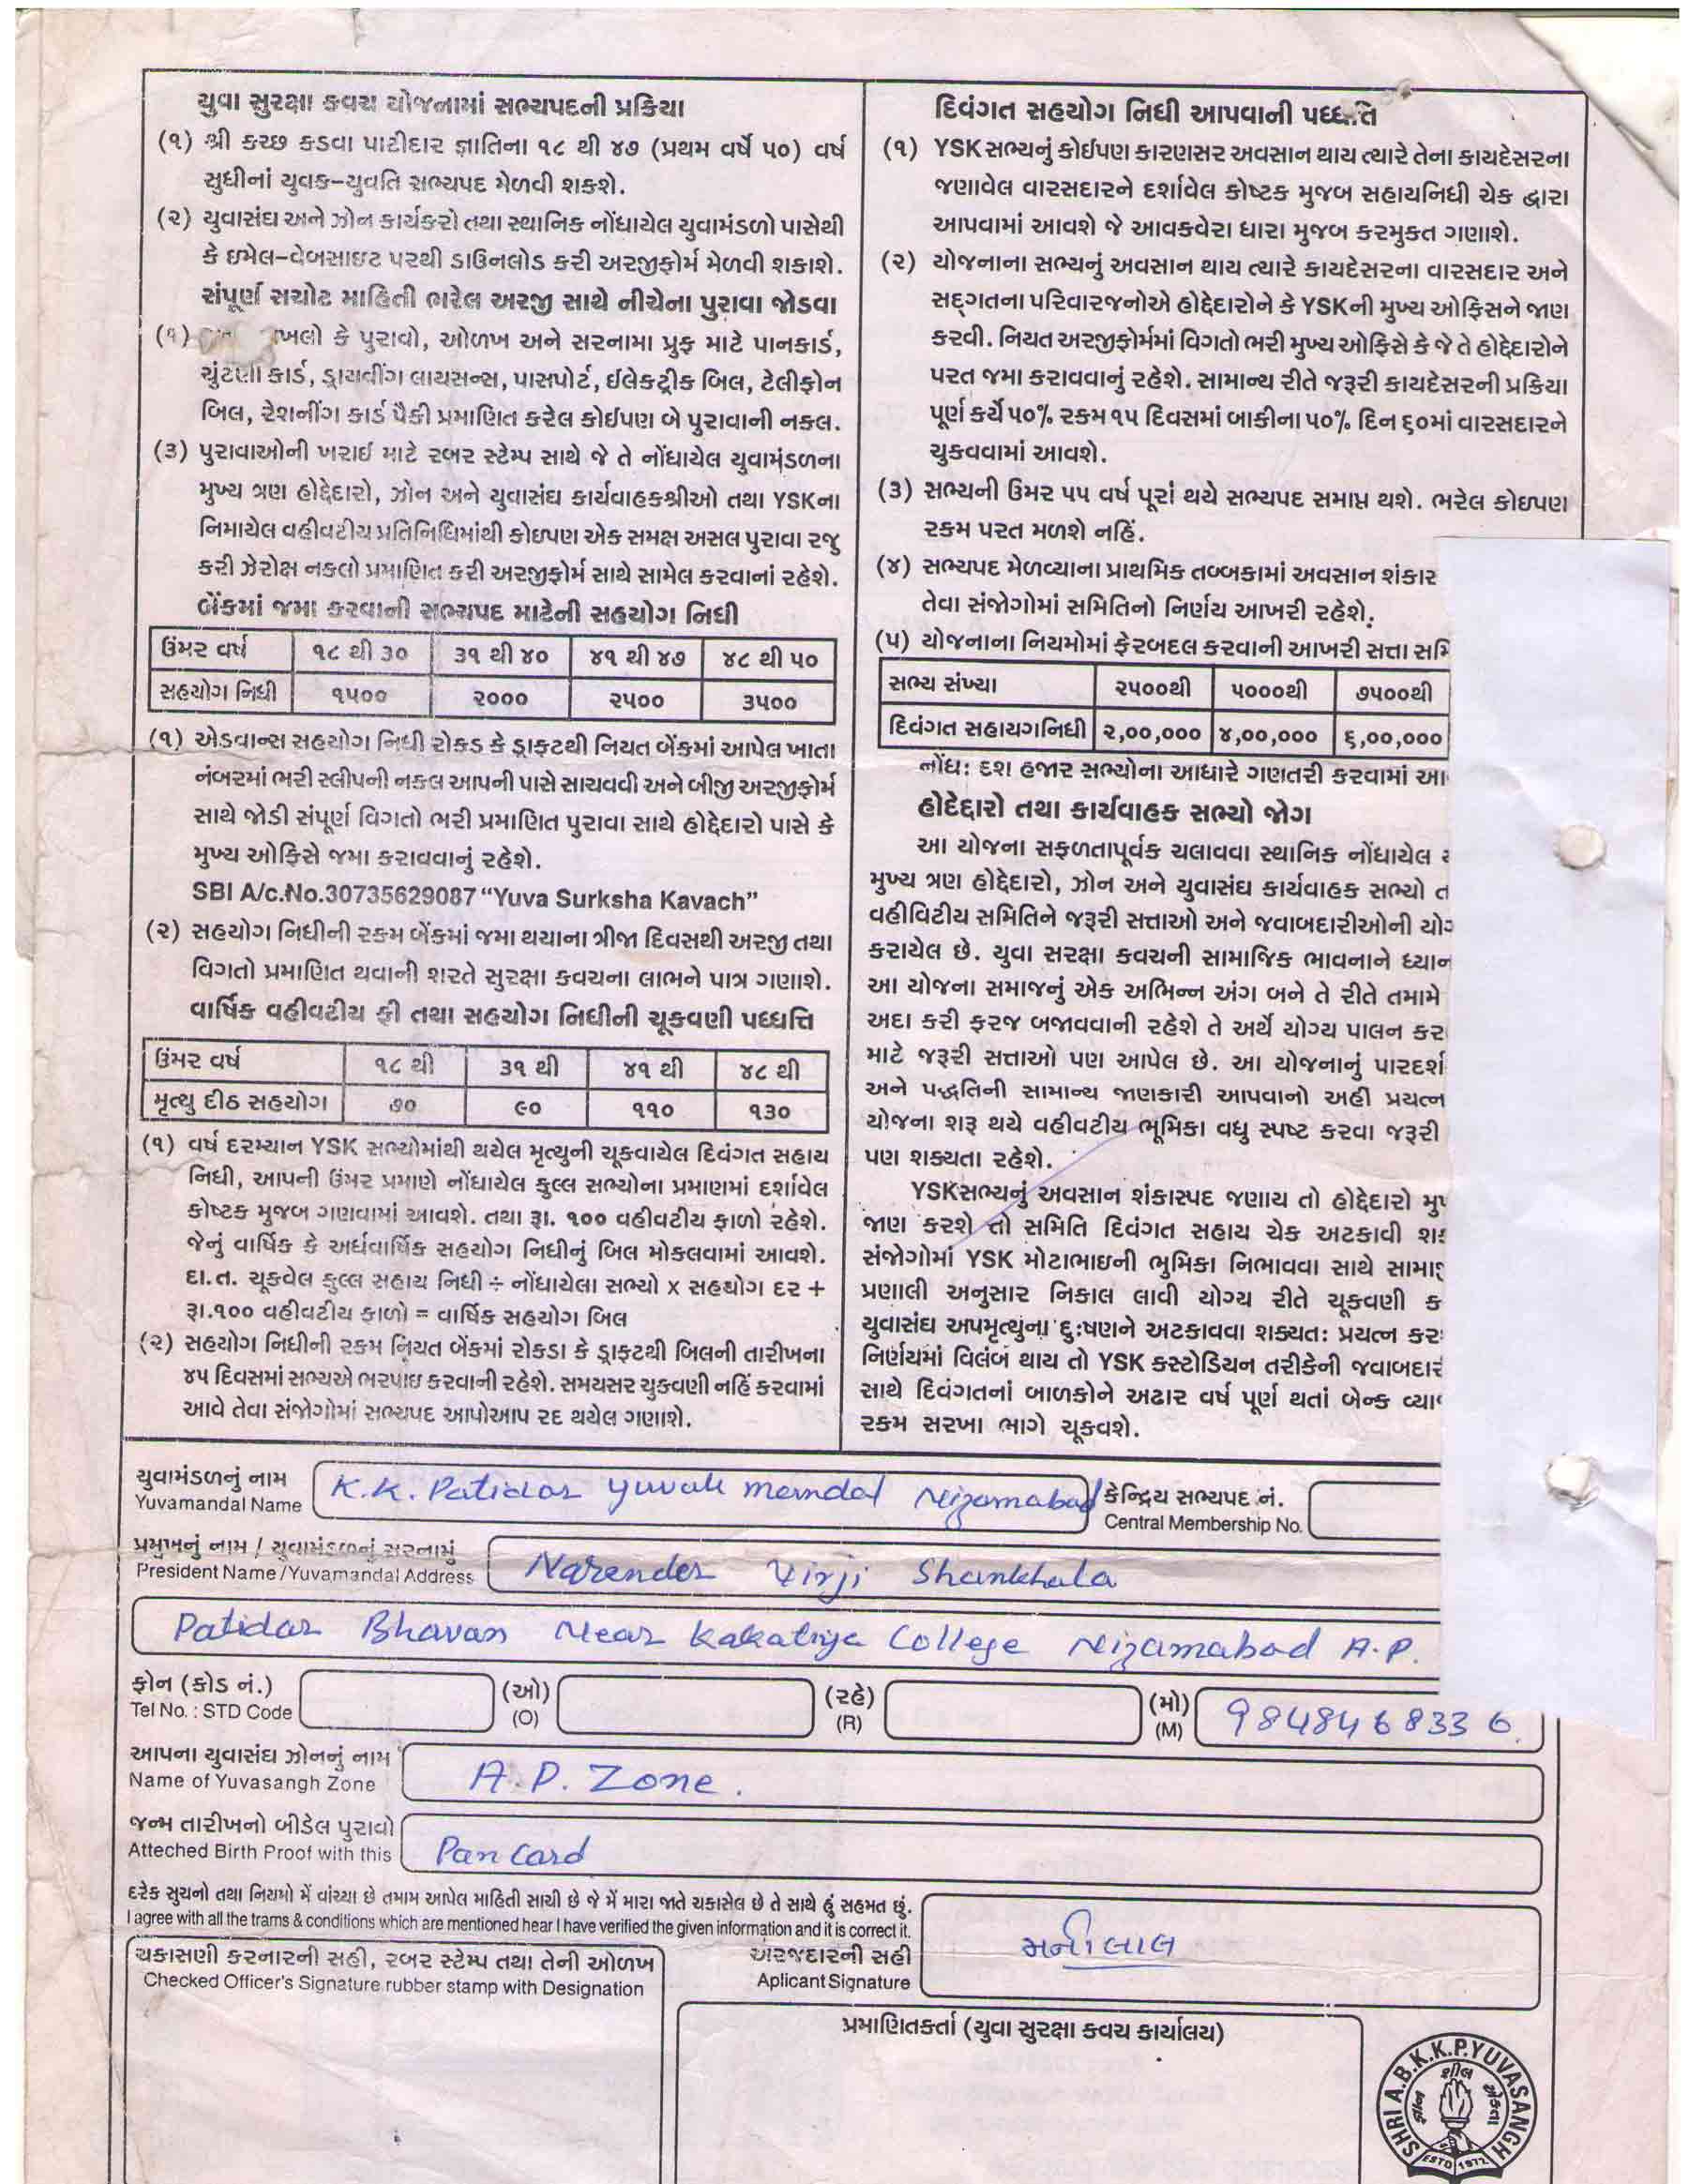 યુવા સુરક્ષા કવચ યોજનામાં સભ્યપદની પ્રક્રિયા
(૧) શ્રી કચ્છ કડવા પાટીદાર જ્ઞાતિના ૧૮ થી ૪૭ (પ્રથમ વર્ષે ૫૦) વર્ષ
સુધીનાં યુવક-યુવતિ સભ્યપદ મેળવી શકશે.
(૨) યુવાસંઘ અને ઝોન કાર્યકરો તથા સ્થાનિક નોંધાયેલ યુવામંડળો પાસેથી
કે ઇમેલ-વેબસાઇટ પરથી ડાઉનલોડ કરી અરજીફોર્મ મેળવી શકાશે.
સંપૂર્ણ સચોટ માહિતી ભરેલ અરજી સાથે નીચેના પુરાવા જોડવા
(૧) કે પુરાવો, ઓળખ અને સરનામા પ્રુફ માટે પાનકાર્ડ,
ચુંટણી કાર્ડ, ડ્રાયવીંગ લાયસન્સ, પાસપોર્ટ, ઈલેક્ટ્રીક બિલ, ટેલીફોન
બિલ, રેશનીંગ કાર્ડ પૈકી પ્રમાણિત કરેલ કોઈપણ બે પુરાવાની નકલ.
(૩) પુરાવાઓની ખરાઈ માટે રબર સ્ટેમ્પ સાથે જે તે નોંધાયેલ યુવામંડળના
મુખ્ય ત્રણ હોદ્દેદારો, ઝોન અને યુવાસંઘ કાર્યવાહકશ્રીઓ તથા YSKના
નિમાયેલ વહીવટીય પ્રતિનિધિમાંથી કોઇપણ એક સમક્ષ અસલ પુરાવા રજુ
કરી ઝેરોક્ષ નકલો પ્રમાણિત કરી અરજીફોર્મ સાથે સામેલ કરવાનાં રહેશે.
બેંકમાં જમા કરવાની સભ્યપદ માટેની સહયોગ નિધી
ઉંમર વર્ષ ૧૮ થી ૩૦ ૩૧ થી ૪૦ ૪૧ થી ૪૭ ૪૮ થી ૫૦
સહયોગ નિધી ૧૫૦૦ ૨૦૦૦ ૨૫૦૦ ૩૫૦૦
(૧) એડવાન્સ સહયોગ નિધી રોકડ કે ડ્રાફ્ટથી નિયત બેંકમાં આપેલ ખાતા
નંબરમાં ભરી સ્લીપની નકલ આપની પાસે સાચવવી અને બીજી અરજીફોર્મ
સાથે જોડી સંપૂર્ણ વિગતો ભરી પ્રમાણિત પુરાવા સાથે હોદ્દેદારો પાસે કે
મુખ્ય ઓફિસે જમા કરાવવાનું રહેશે.
SBI A/c.No.30735629087 “Yuva Surksha Kavach”
(૨) સહયોગ નિધીની રકમ બેંકમાં જમા થયાના ત્રીજા દિવસથી અરજી તથા
વિગતો પ્રમાણિત થવાની શરતે સુરક્ષા કવચના લાભને પાત્ર ગણાશે.
વાર્ષિક વહીવટીય ફી તથા સહયોગ નિધીની ચૂકવણી પધ્ધત્તિ
ઉંમર વર્ષ ૧૮ થી ૩૧ થી ૪૧ થી ૪૮ થી
મૃત્યુ દીઠ સહયોગ ૭૦ ૯૦ ૧૧૦ ૧૩૦
(૧) વર્ષ દરમ્યાન YSK સભ્યોમાંથી થયેલ મૃત્યુની ચૂકવાયેલ દિવંગત સહાય
નિધી, આપની ઉંમર પ્રમાણે નોંધાયેલ કુલ્લ સભ્યોના પ્રમાણમાં દર્શાવેલ
કોષ્ટક મુજબ ગણવામાં આવશે. તથા રૂા. ૧૦૦ વહીવટીય ફાળો રહેશે.
જેનું વાર્ષિક કે અર્ધવાર્ષિક સહયોગ નિધીનું બિલ મોકલવામાં આવશે.
દા.ત. ચૂકવેલ કુલ્લ સહાય નિધી ÷ નોંધાયેલા સભ્યો x સહયોગ દર +
રૂા.૧૦૦ વહીવટીય ફાળો = વાર્ષિક સહયોગ બિલ
(૨) સહયોગ નિધીની રકમ નિયત બેંકમાં રોકડા કે ડ્રાફ્ટથી બિલની તારીખના
૪૫ દિવસમાં સભ્યએ ભરપાઇ કરવાની રહેશે. સમયસર ચુકવણી નહિં કરવામાં
આવે તેવા સંજોગોમાં સભ્યપદ આપોઆપ રદ થયેલ ગણાશે.
દિવંગત સહયોગ નિધી આપવાની પધ્ધતિ
(૧) YSK સભ્યનું કોઈપણ કારણસર અવસાન થાય ત્યારે તેના કાયદેસરના
જણાવેલ વારસદારને દર્શાવેલ કોષ્ટક મુજબ સહાયનિધી ચેક દ્વારા
આપવામાં આવશે જે આવકવેરા ધારા મુજબ કરમુકત ગણાશે.
(૨) યોજનાના સભ્યનું અવસાન થાય ત્યારે કાયદેસરના વારસદાર અને
સદ્ગતના પરિવારજનોએ હોદ્દેદારોને કે YSKની મુખ્ય ઓફિસને જાણ
કરવી. નિયત અરજીફોર્મમાં વિગતો ભરી મુખ્ય ઓફિસે કે જે તે હોદ્દેદારોને
પરત જમા કરાવવાનું રહેશે. સામાન્ય રીતે જરૂરી કાયદેસરની પ્રક્રિયા
પૂર્ણ કર્યે ૫૦% રકમ ૧૫ દિવસમાં બાકીના ૫૦% દિન ૬૦માં વારસદારને
ચુકવવામાં આવશે.
(૩) સભ્યની ઉંમર ૫૫ વર્ષ પૂરાં થયે સભ્યપદ સમાપ્ત થશે. ભરેલ કોઇપણ
રકમ પરત મળશે નહિં.
(૪) સભ્યપદ મેળવ્યાના પ્રાથમિક તબ્બકામાં અવસાન શંકાર
તેવા સંજોગોમાં સમિતિનો નિર્ણય આખરી રહેશે.
(૫) યોજનાના નિયમોમાં ફેરબદલ કરવાની આખરી સત્તા સમિ
સભ્ય સંખ્યા ૨૫૦૦થી ૫૦૦૦થી ૭૫૦૦થી
દિવંગત સહાયગનિધી ૨,૦૦,૦૦૦ ૪,૦૦,૦૦૦ ૬,૦૦,૦૦૦
નોંધ: દશ હજાર સભ્યોના આધારે ગણતરી કરવામાં આ
હોદેદ્દારો તથા કાર્યવાહક સભ્યો જોગ
આ યોજના સફળતાપૂર્વક ચલાવવા સ્થાનિક નોંધાયેલ
મુખ્ય ત્રણ હોદ્દેદારો, ઝોન અને યુવાસંઘ કાર્યવાહક સભ્યો ત
વહીવિટીય સમિતિને જરૂરી સત્તાઓ અને જવાબદારીઓની યોગ
કરાયેલ છે. યુવા સરક્ષા કવચની સામાજિક ભાવનાને ધ્યાન
આ યોજના સમાજનું એક અભિન્ન અંગ બને તે રીતે તમામે
અદા કરી ફરજ બજાવવાની રહેશે તે અર્થે યોગ્ય પાલન કર
માટે જરૂરી સત્તાઓ પણ આપેલ છે. આ યોજનાનું પારદર્શ
અને પદ્ધતિની સામાન્ય જાણકારી આપવાનો અહી પ્રયત્ન
યોજના શરૂ થયે વહીવટીય ભૂમિકા વધુ સ્પષ્ટ કરવા જરૂરી
પણ શક્યતા રહેશે.
YSKસભ્યનું અવસાન શંકાસ્પદ જણાય તો હોદ્દેદારો મુ
જાણ કરશે તો સમિતિ દિવંગત સહાય ચેક અટકાવી શ
સંજોગોમાં YSK મોટાભાઇની ભુમિકા નિભાવવા સાથે સામા
પ્રણાલી અનુસાર નિકાલ લાવી યોગ્ય રીતે ચૂકવણી ક
યુવાસંઘ અપમૃત્યુંના દુઃષણને અટકાવવા શક્યત: પ્રયત્ન કર
નિર્ણયમાં વિલંબ થાય તો YSK કસ્ટોડિયન તરીકેની જવાબદાર
સાથે દિવંગતનાં બાળકોને અઢાર વર્ષ પૂર્ણ થતાં બેન્ક વ્યા
રકમ સરખા ભાગે ચૂકવશે.
યુવામંડળનું નામ
Yuvamandal Name K.K. Patidar yuvak mandal Nizamabad
કેન્દ્રિય સભ્યપદ નં.
Central Membership No.
પ્રમુખનું નામ / યુવામંડળનું સરનામું
President Name/Yuvamandal Address Narender Virji Shankhala
Patidar Bhavan Near Kakatiya College Nizamabad A.P.
ફોન (કોડ નં.) (ઓ) (રહે) (મો)
Tel No. : STD Code (O) (R) (M) 9848468336
આપના યુવાસંઘ ઝોનનું નામ
Name of Yuvasangh Zone A.P. Zone.
જન્મ તારીખનો બીડેલ પુરાવો
Atteched Birth Proof with this Pan Card
દરેક સુચનો તથા નિયમો મેં વાંચ્યા છે તમામ આપેલ માહિતી સાચી છે જે મેં મારા જાતે ચકાસેલ છે તે સાથે હું સહમત છું.
I agree with all the trams & conditions which are mentioned hear I have verified the given information and it is correct it.
ચકાસણી કરનારની સહી, રબર સ્ટેમ્પ તથા તેની ઓળખ
Checked Officer's Signature rubber stamp with Designation
અરજદારની સહી
Aplicant Signature મનીલાલ
પ્રમાણિતકર્તા (યુવા સુરક્ષા કવચ કાર્યાલય)
SHRI A.B.K.K.P.YUVASANGH
શીલ
એકતા
ESTD 1972